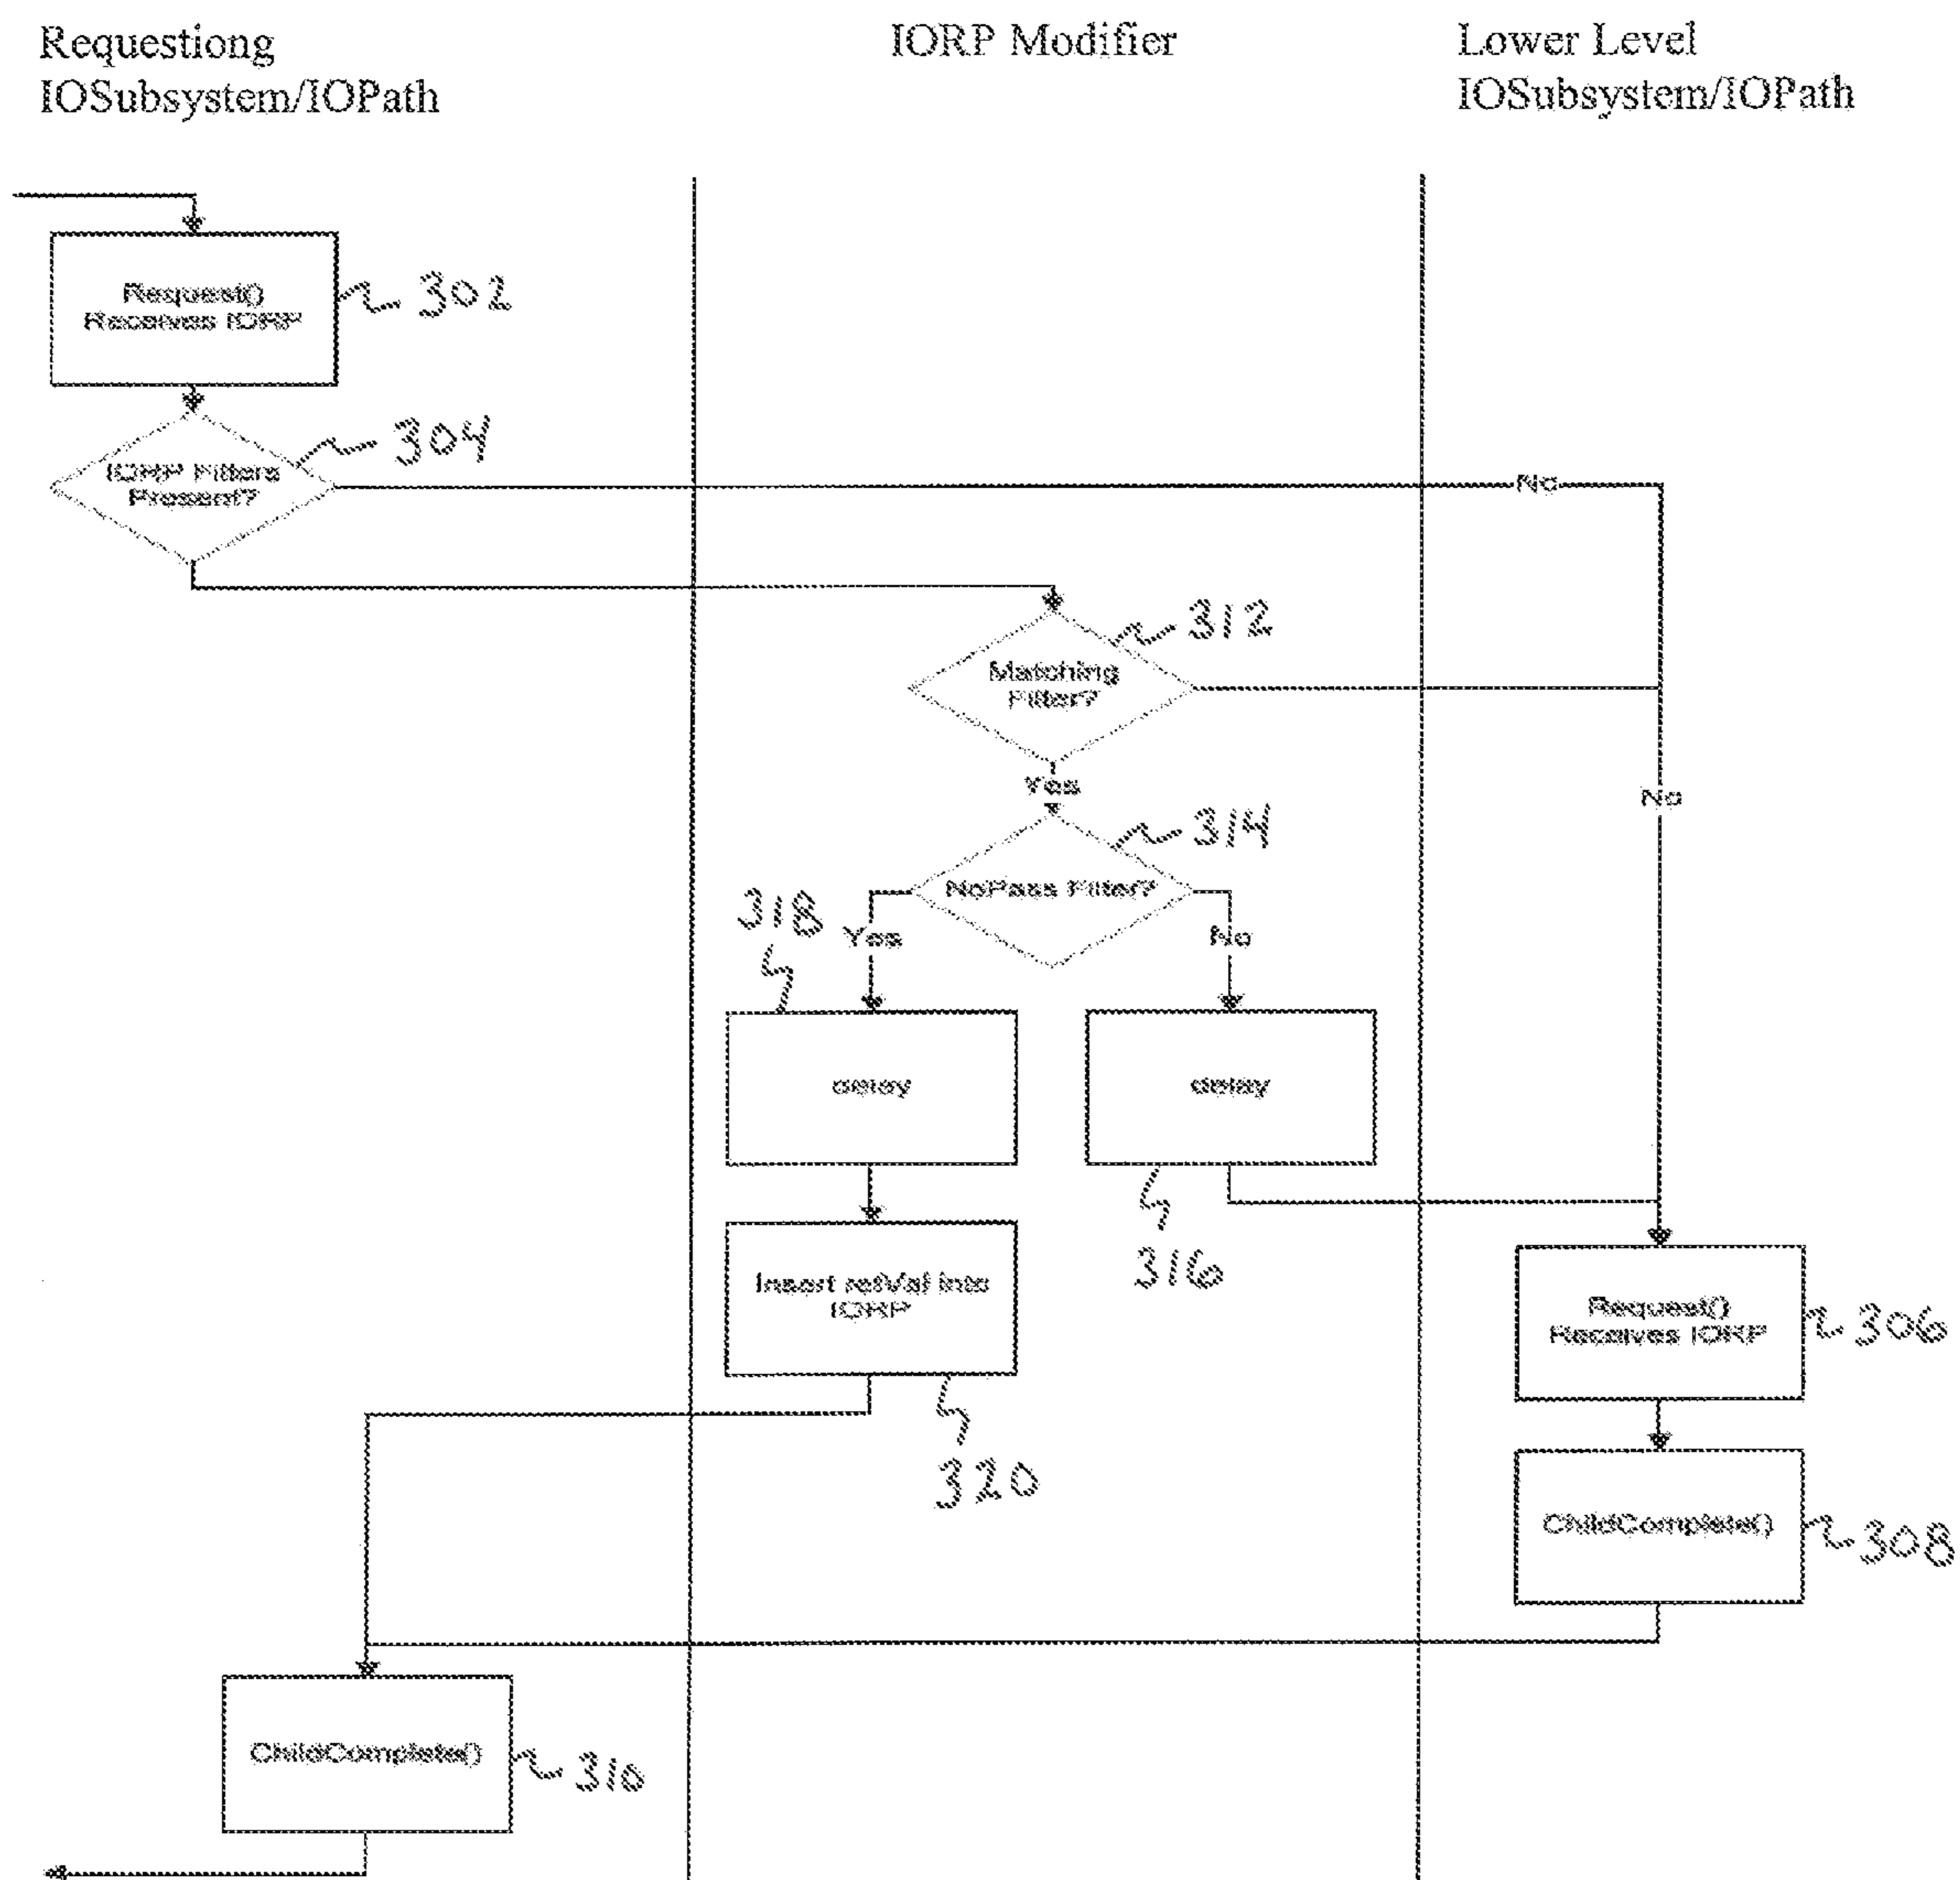 Requestiong
IOSubsystem/IOPath
IORP Modifier
Lower Level
IOSubsystem/IOPath
Request()
Receives IORP
302
IORP Filters
Present?
304
No
Matching
Filter?
312
Yes
No
NoPass Filter?
314
318
Yes
No
delay
delay
316
Insert retVal into
IORP
320
Request()
Receives IORP
306
ChildComplete()
308
ChildComplete()
310